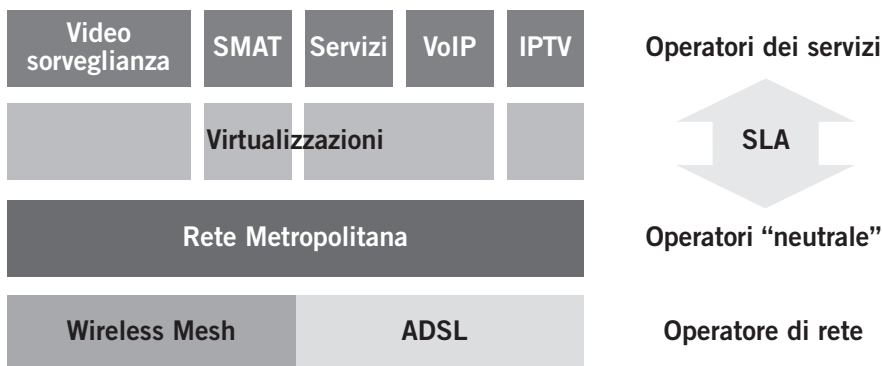 Video
sorveglianza
SMAT
Servizi
VoIP
IPTV
Operatori dei servizi
Virtualizzazioni
SLA
Rete Metropolitana
Operatori “neutrale”
Wireless Mesh
ADSL
Operatore di rete